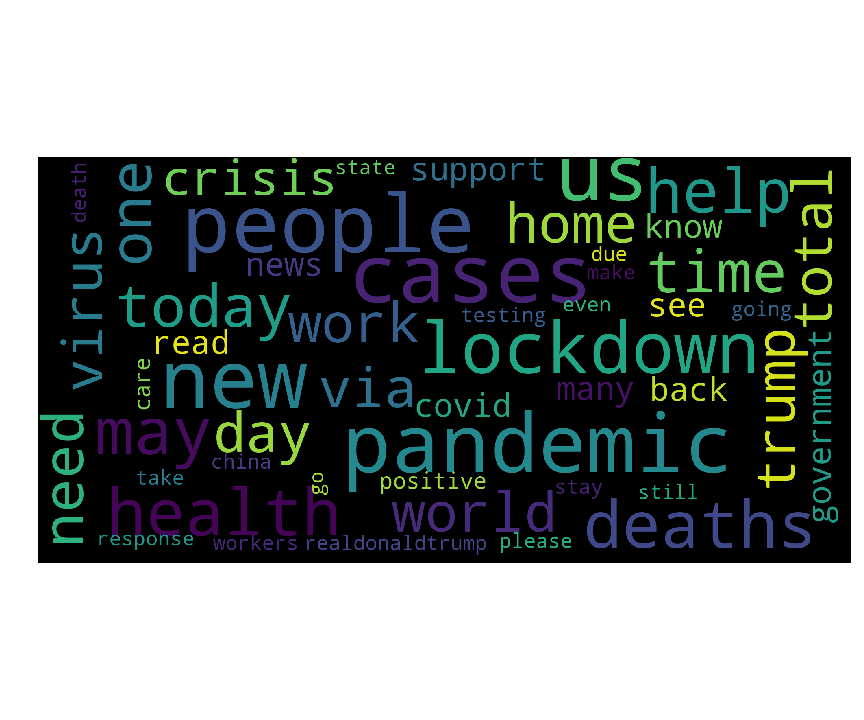 death
one
crisis
state
support
us
help
total
people
home
know
virus
news
cases
due
make
time
today
work
testing
even
see
going
read
lockdown
care
new
via
covid
many
back
trump
government
need
may
day
pandemic
china
take
go
positive
stay
still
health
world
deaths
response
workers
realdonaldtrump
please